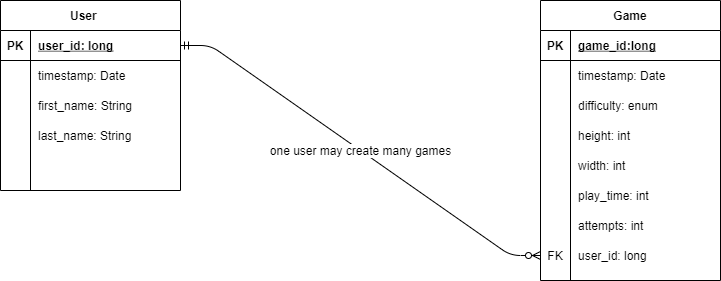 User
PK user_id: long
timestamp: Date
first_name: String
last_name: String
one user may create many games
Game
PK game_id:long
timestamp: Date
difficulty: enum
height: int
width: int
play_time: int
attempts: int
FK user_id: long